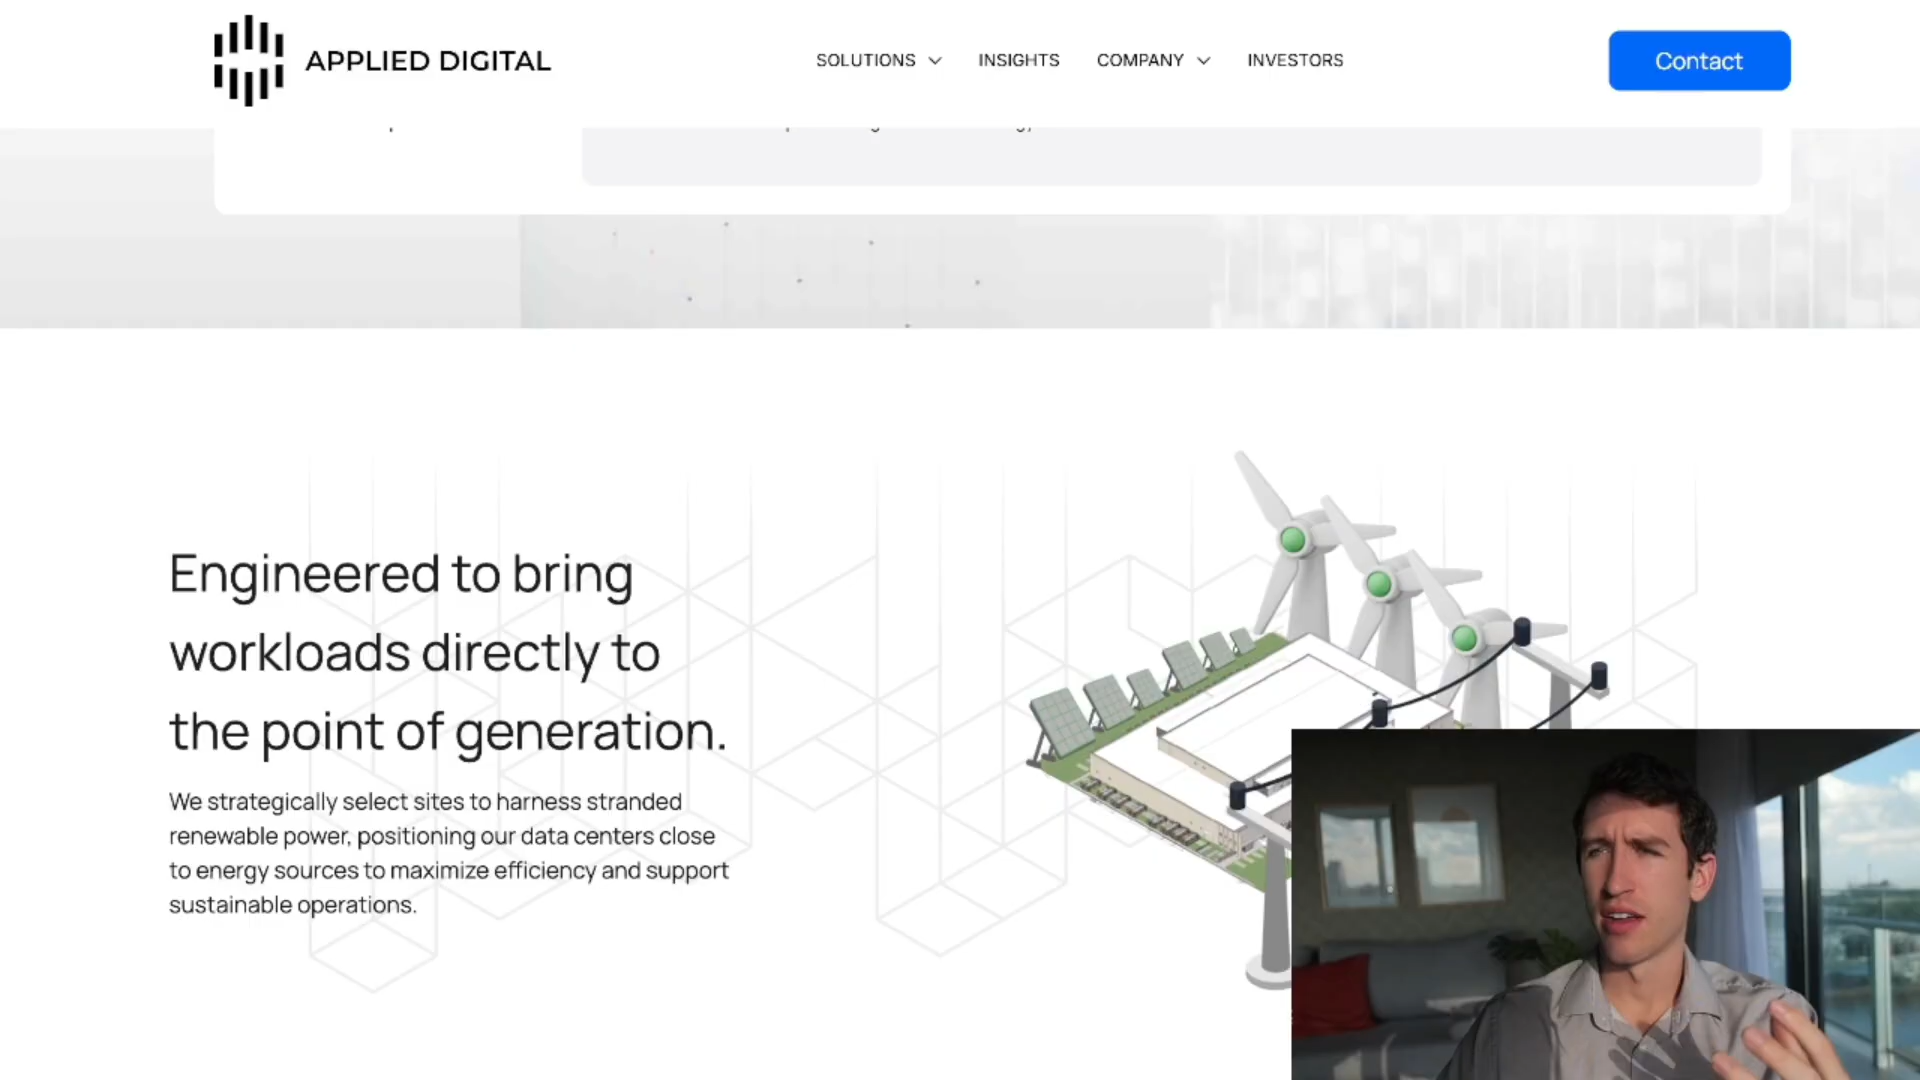 APPLIED DIGITAL
SOLUTIONS
INSIGHTS
COMPANY
INVESTORS
Contact
Engineered to bring
workloads directly to
the point of generation.
We strategically select sites to harness stranded
renewable power, positioning our data centers close
to energy sources to maximize efficiency and support
sustainable operations.